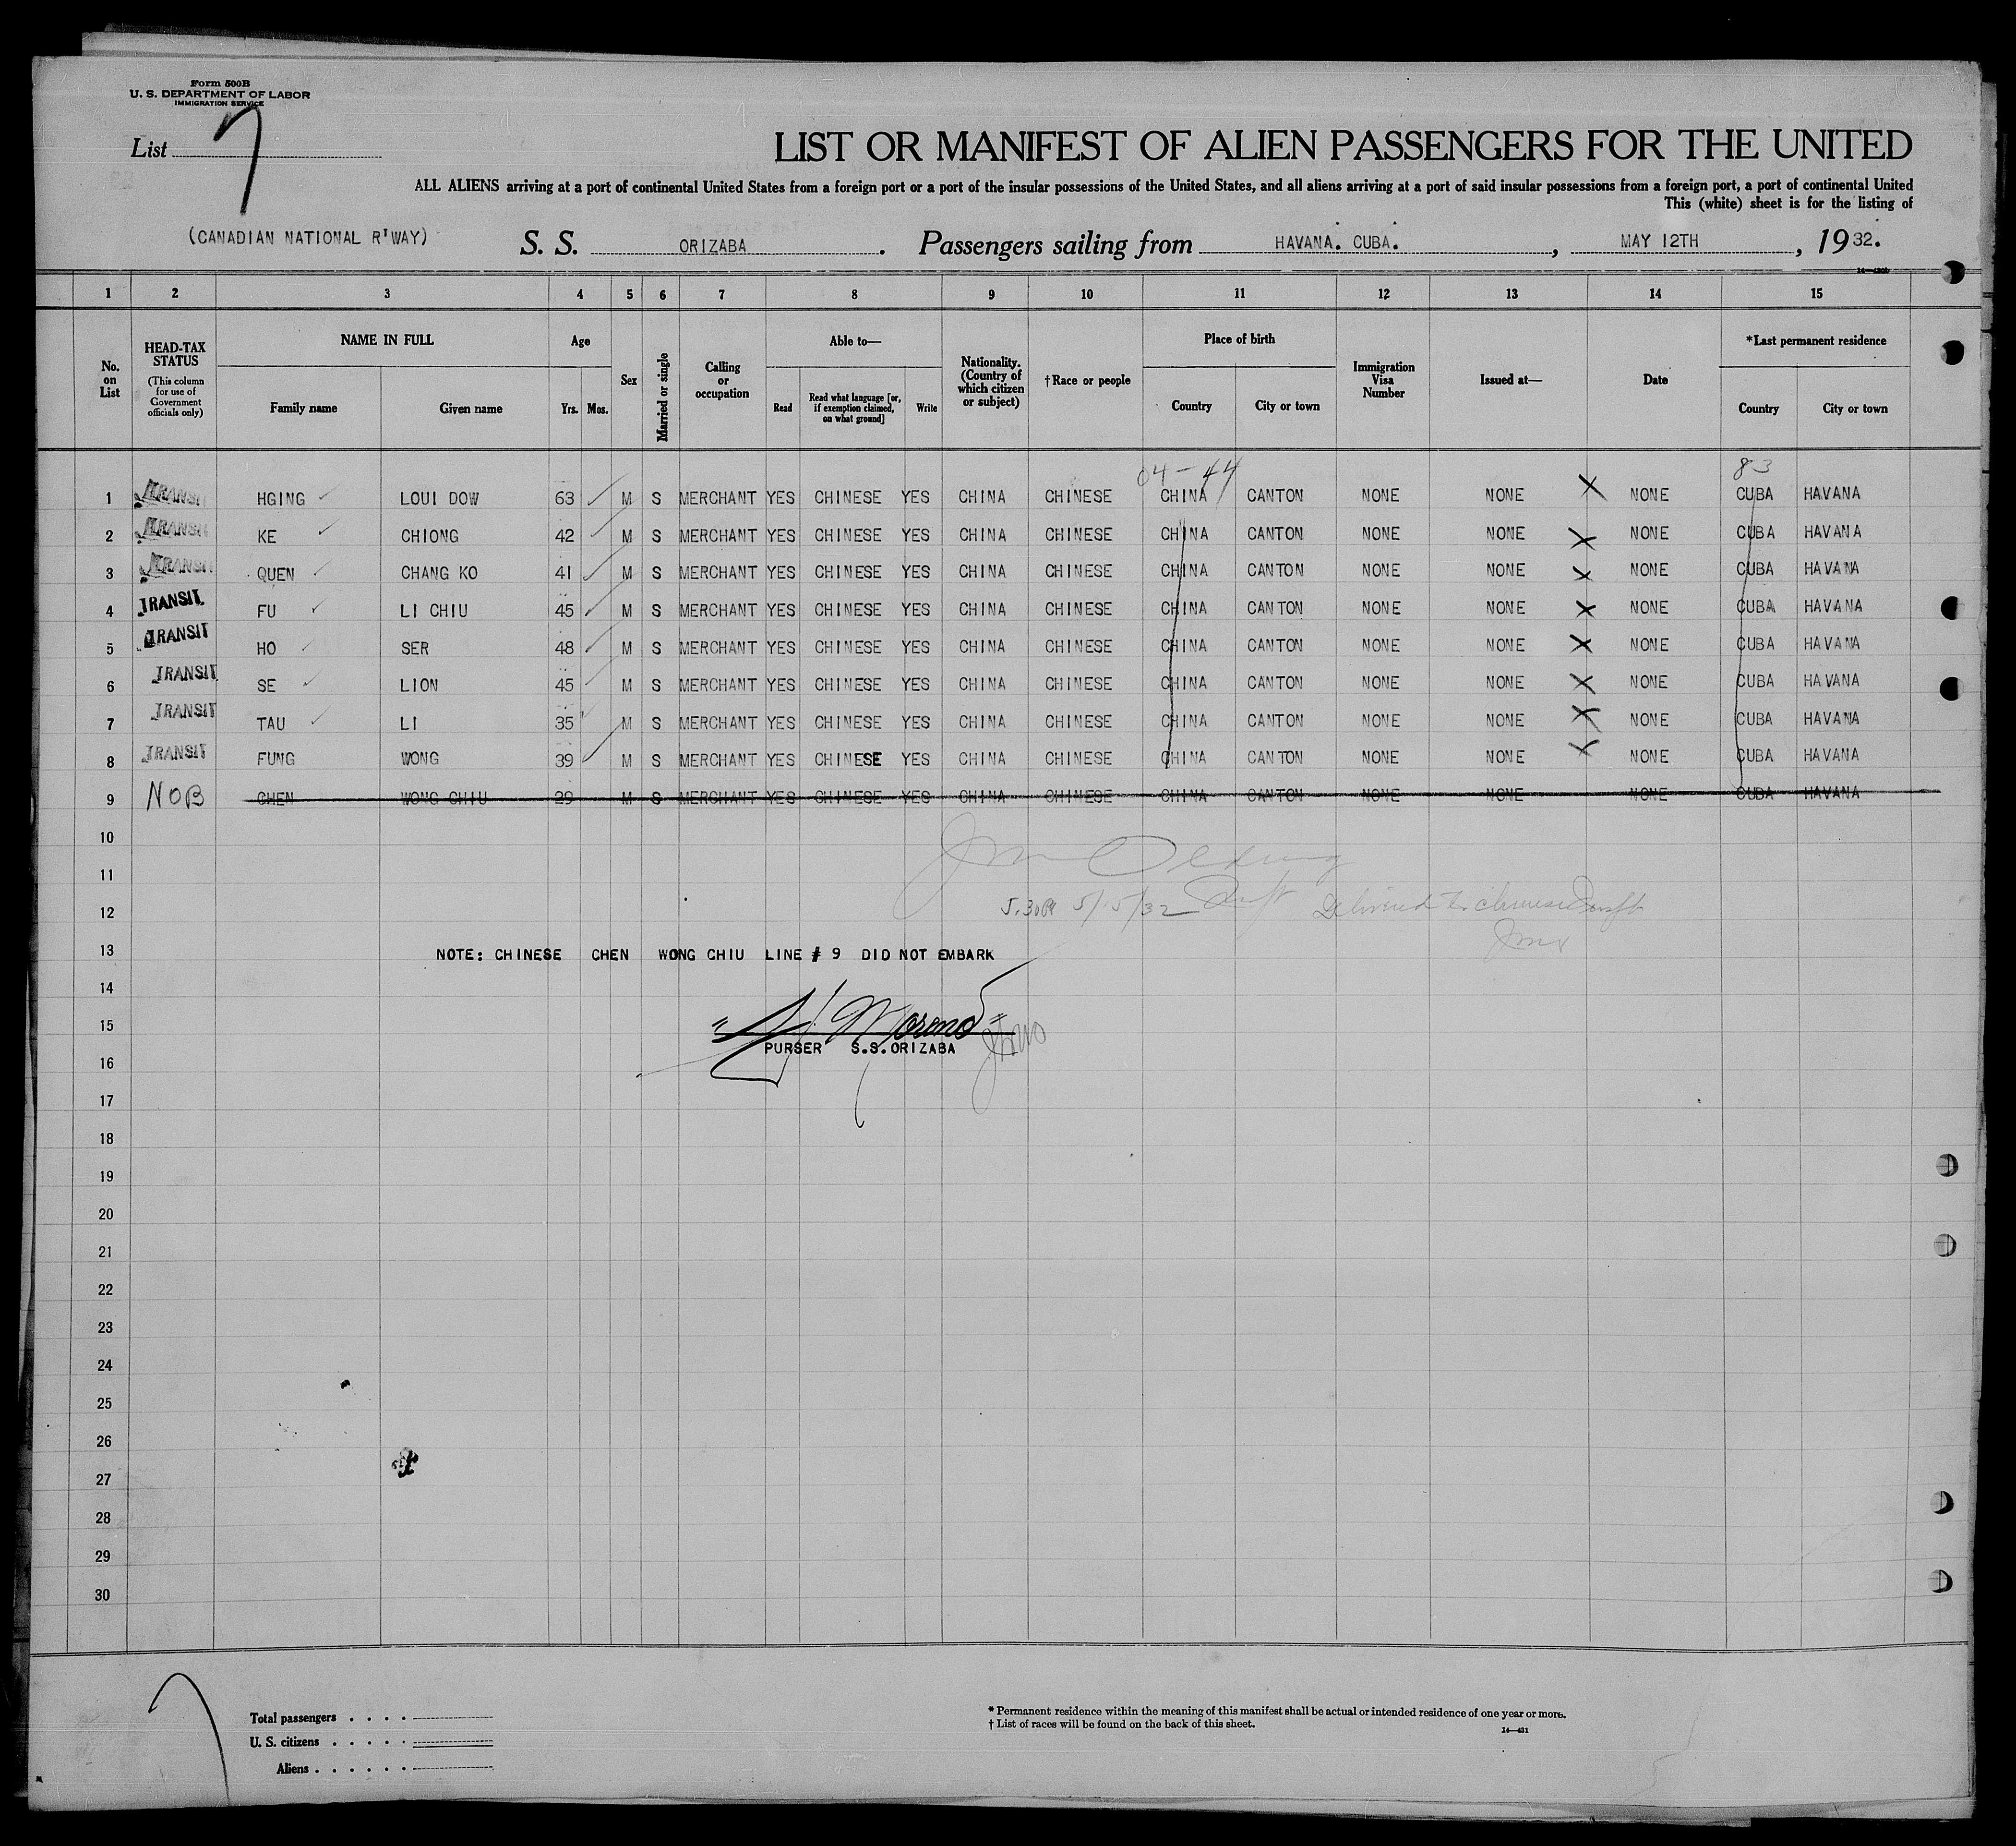 Form 500B
U. S. DEPARTMENT OF LABOR
IMMIGRATION SERVICE
List 7
LIST OR MANIFEST OF ALIEN PASSENGERS FOR THE UNITED
ALL ALIENS arriving at a port of continental United States from a foreign port or a port of the insular possessions of the United States, and all aliens arriving at a port of said insular possessions from a foreign port, a port of continental United
This (white) sheet is for the listing of
(CANADIAN NATIONAL R'WAY) S. S. ORIZABA. Passengers sailing from HAVANA. CUBA., MAY 12TH, 1932.
1 2 3 4 5 6 7 8 9 10 11 12 13 14 15
No. on List
HEAD-TAX STATUS (This column for use of Government officials only)
NAME IN FULL
Family name Given name
Age
Yrs. Mos.
Sex
Married or single
Calling or occupation
Able to—
Read
Read what language [or, if exemption claimed, on what ground]
Write
Nationality. (Country of which citizen or subject)
†Race or people
Place of birth
Country City or town
Immigration Visa Number
Issued at—
Date
*Last permanent residence
Country City or town
04-44 83
1 TRANSIT HGING LOUI DOW 63 M S MERCHANT YES CHINESE YES CHINA CHINESE CHINA CANTON NONE NONE X NONE CUBA HAVANA
2 TRANSIT KE CHIONG 42 M S MERCHANT YES CHINESE YES CHINA CHINESE CHINA CANTON NONE NONE X NONE CUBA HAVANA
3 TRANSIT QUEN CHANG KO 41 M S MERCHANT YES CHINESE YES CHINA CHINESE CHINA CANTON NONE NONE X NONE CUBA HAVANA
4 TRANSIT FU LI CHIU 45 M S MERCHANT YES CHINESE YES CHINA CHINESE CHINA CANTON NONE NONE X NONE CUBA HAVANA
5 TRANSIT HO SER 48 M S MERCHANT YES CHINESE YES CHINA CHINESE CHINA CANTON NONE NONE X NONE CUBA HAVANA
6 TRANSIT SE LION 45 M S MERCHANT YES CHINESE YES CHINA CHINESE CHINA CANTON NONE NONE X NONE CUBA HAVANA
7 TRANSIT TAU LI 35 M S MERCHANT YES CHINESE YES CHINA CHINESE CHINA CANTON NONE NONE X NONE CUBA HAVANA
8 TRANSIT FUNG WONG 39 M S MERCHANT YES CHINESE YES CHINA CHINESE CHINA CANTON NONE NONE X NONE CUBA HAVANA
9 NOB CHEN WONG CHIU 29 M S MERCHANT YES CHINESE YES CHINA CHINESE CHINA CANTON NONE NONE NONE CUBA HAVANA
10
11
12 5/15/32 Delivered to chinese
13 NOTE: CHINESE CHEN WONG CHIU LINE # 9 DID NOT EMBARK
14
15 Moreno
PURSER S.S.ORIZABA
16
17
18
19
20
21
22
23
24
25
26
27
28
29
30
7
Total passengers . . . .
U. S. citizens . . . . .
Aliens . . . . . .
* Permanent residence within the meaning of this manifest shall be actual or intended residence of one year or more.
† List of races will be found on the back of this sheet.
14—431